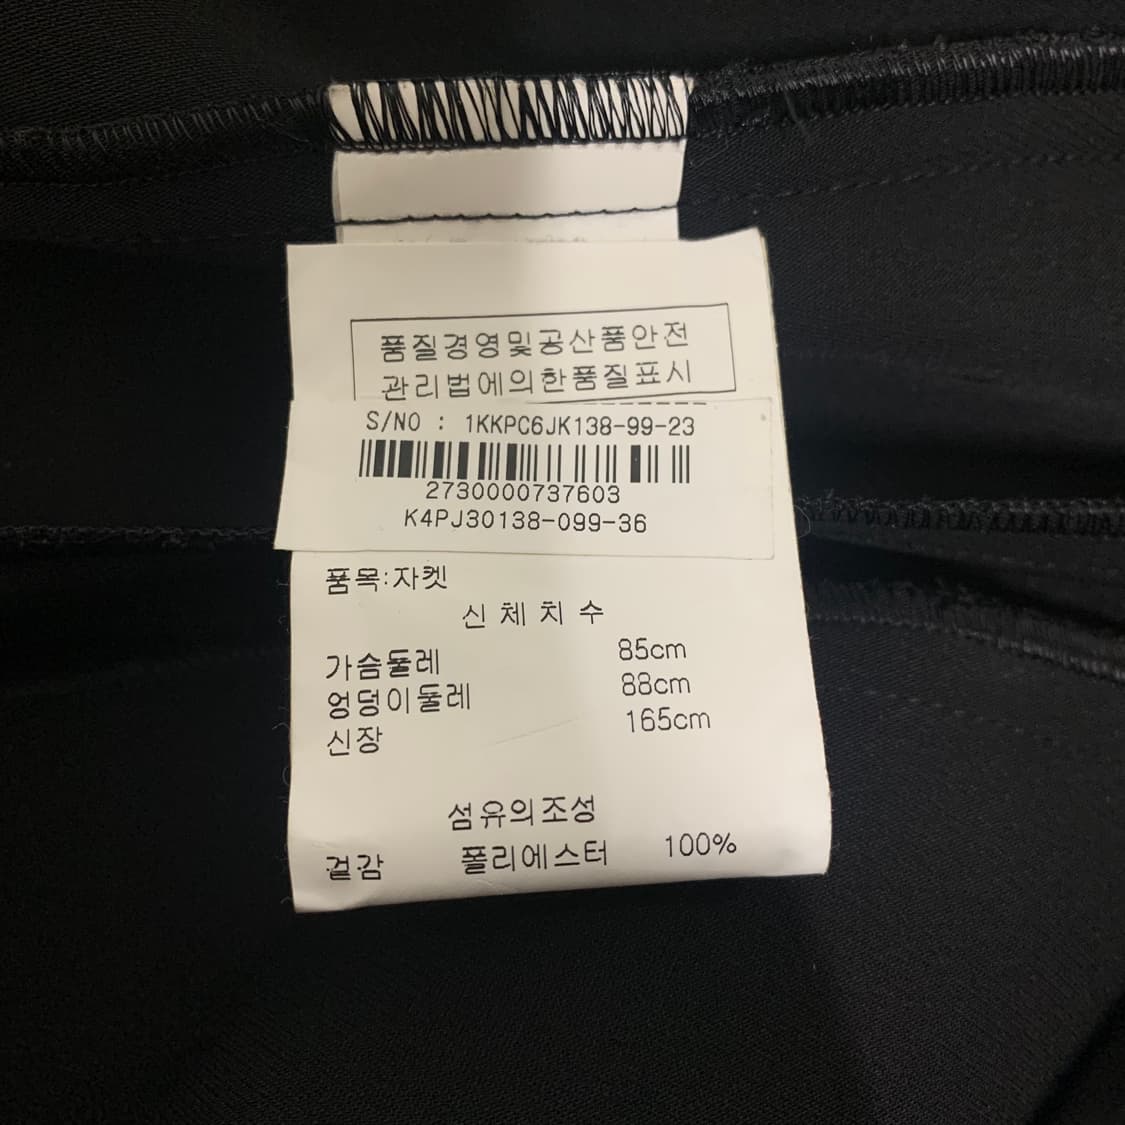 품질경영및공산품안전
관리법에의한품질표시
S/NO : 1KKPC6JK138-99-23
2730000737603
K4PJ30138-099-36
품목:자켓
신체치수
가슴둘레 85cm
엉덩이둘레 88cm
신장 165cm
섬유의조성
겉감 폴리에스터 100%